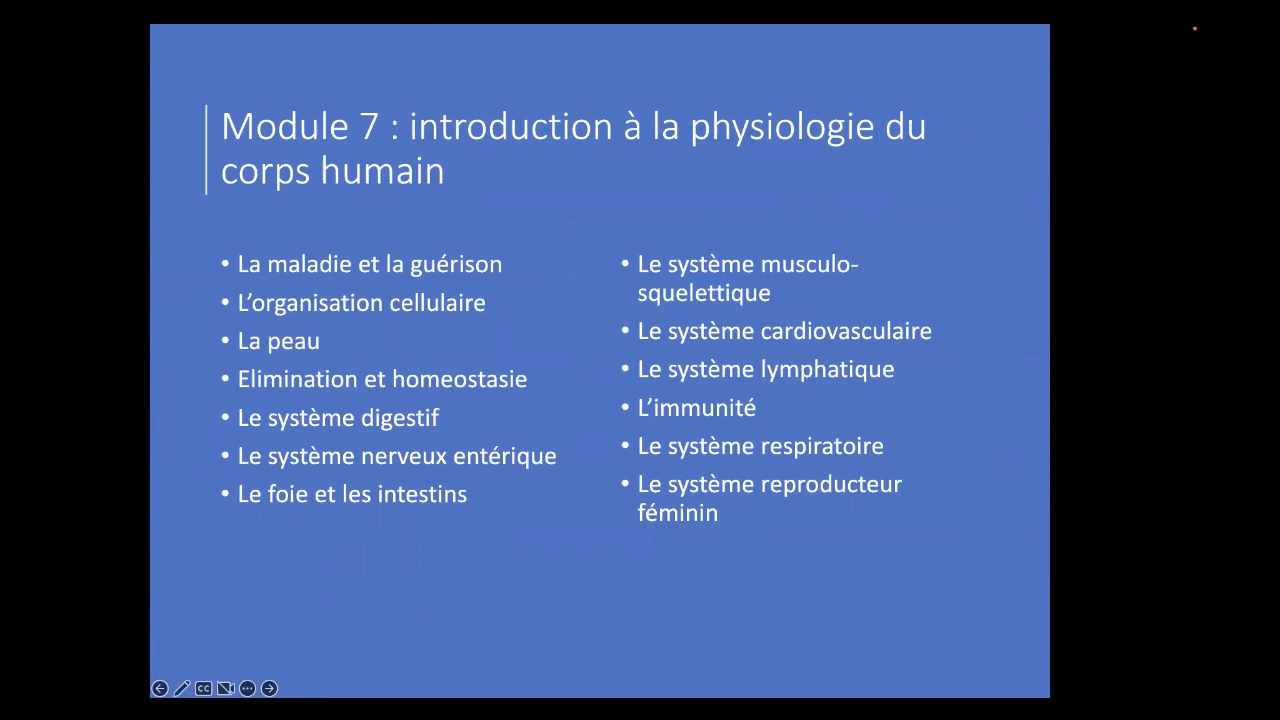 Module 7 : introduction à la physiologie du
corps humain
• La maladie et la guérison
• L’organisation cellulaire
• La peau
• Elimination et homeostasie
• Le système digestif
• Le système nerveux entérique
• Le foie et les intestins
• Le système musculo-
squelettique
• Le système cardiovasculaire
• Le système lymphatique
• L’immunité
• Le système respiratoire
• Le système reproducteur
féminin
CC